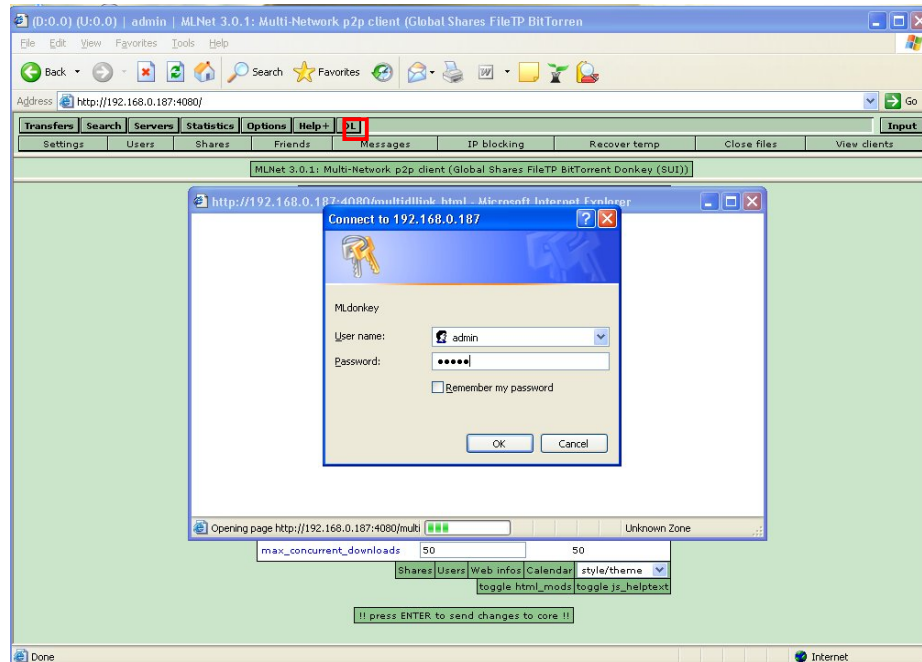 (D:0.0) (U:0.0) | admin | MLNet 3.0.1: Multi-Network p2p client (Global Shares FileTP BitTorren
File Edit View Favorites Tools Help
Back Search Favorites
Address http://192.168.0.187:4080/ Go
Transfers Search Servers Statistics Options Help+ DL Input
Settings Users Shares Friends Messages IP blocking Recover temp Close files View clients
MLNet 3.0.1: Multi-Network p2p client (Global Shares FileTP BitTorrent Donkey (SUI))
http://192.168.0.187:4080/multidllink.html - Microsoft Internet Explorer
Connect to 192.168.0.187
MLdonkey
User name: admin
Password:
Remember my password
OK Cancel
Opening page http://192.168.0.187:4080/multi Unknown Zone
max_concurrent_downloads 50 50
Shares Users Web infos Calendar style/theme
toggle html_mods toggle js_helptext
!! press ENTER to send changes to core !!
Done Internet